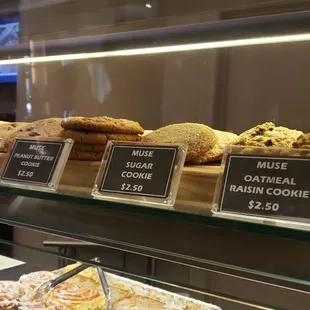 MUSE
PEANUT BUTTER
COOKIE
$2.50
MUSE
SUGAR
COOKIE
$2.50
MUSE
OATMEAL
RAISIN COOKIE
$2.50